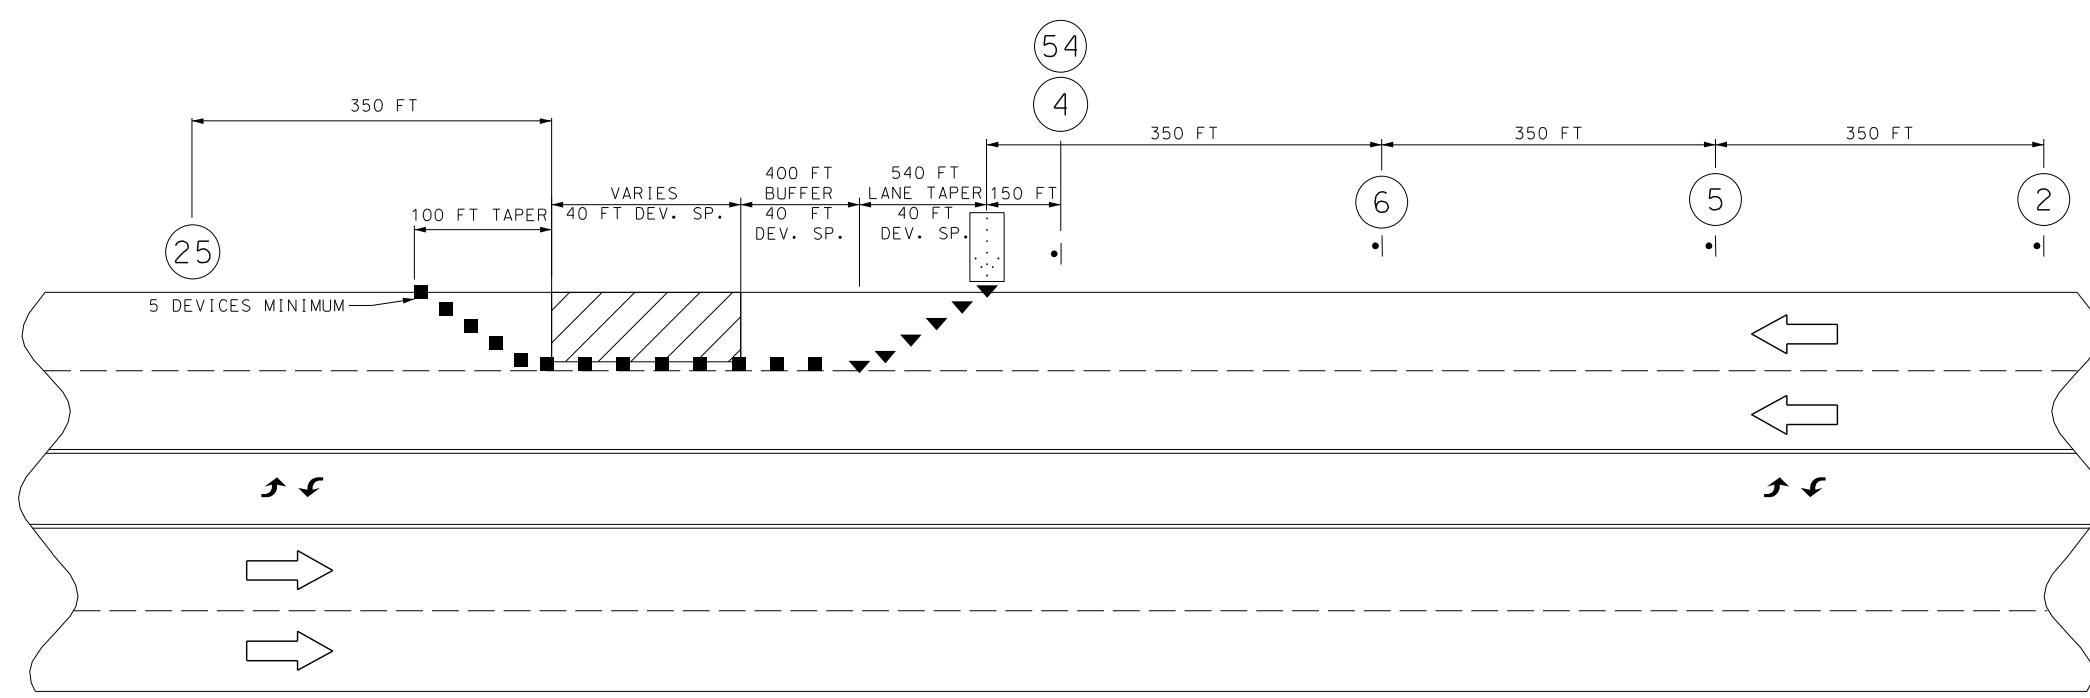 54
4
350 FT
350 FT
350 FT
350 FT
400 FT
BUFFER
40 FT
DEV. SP.
540 FT
LANE TAPER
40 FT
DEV. SP.
150 FT
VARIES
40 FT DEV. SP.
100 FT TAPER
6
5
2
25
5 DEVICES MINIMUM